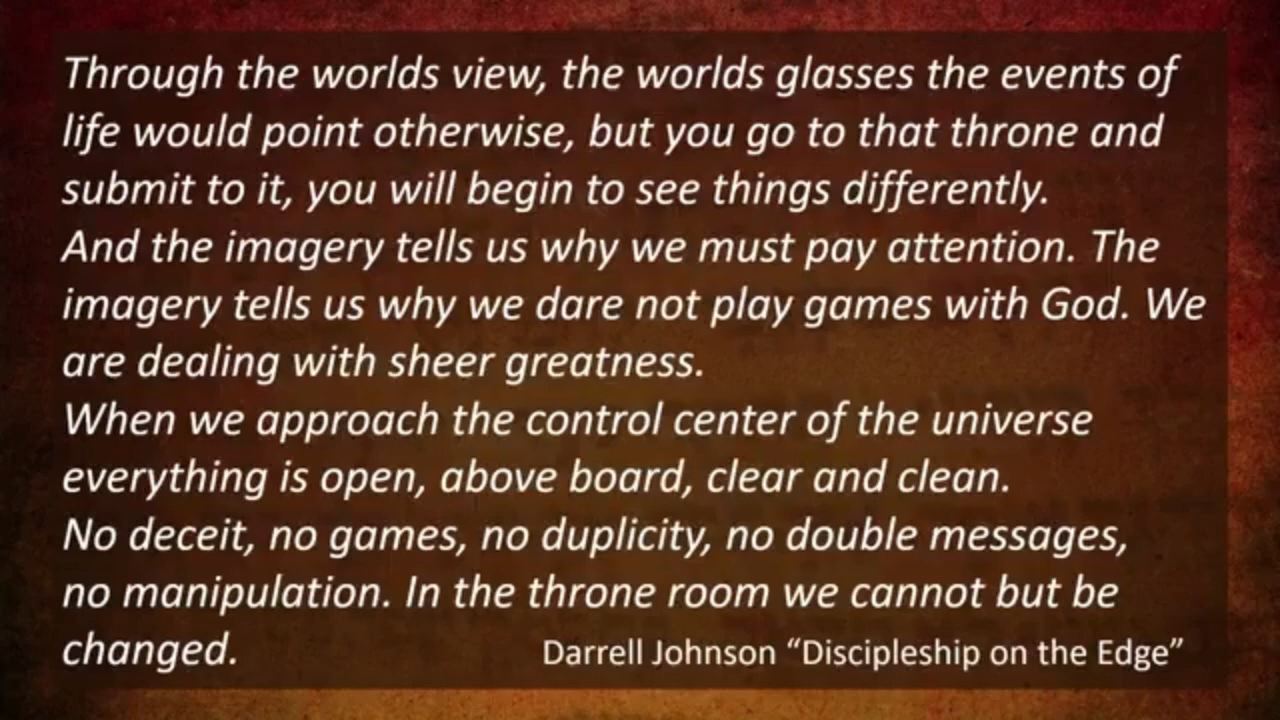 Through the worlds view, the worlds glasses the events of
life would point otherwise, but you go to that throne and
submit to it, you will begin to see things differently.
And the imagery tells us why we must pay attention. The
imagery tells us why we dare not play games with God. We
are dealing with sheer greatness.
When we approach the control center of the universe
everything is open, above board, clear and clean.
No deceit, no games, no duplicity, no double messages,
no manipulation. In the throne room we cannot but be
changed. Darrell Johnson “Discipleship on the Edge”